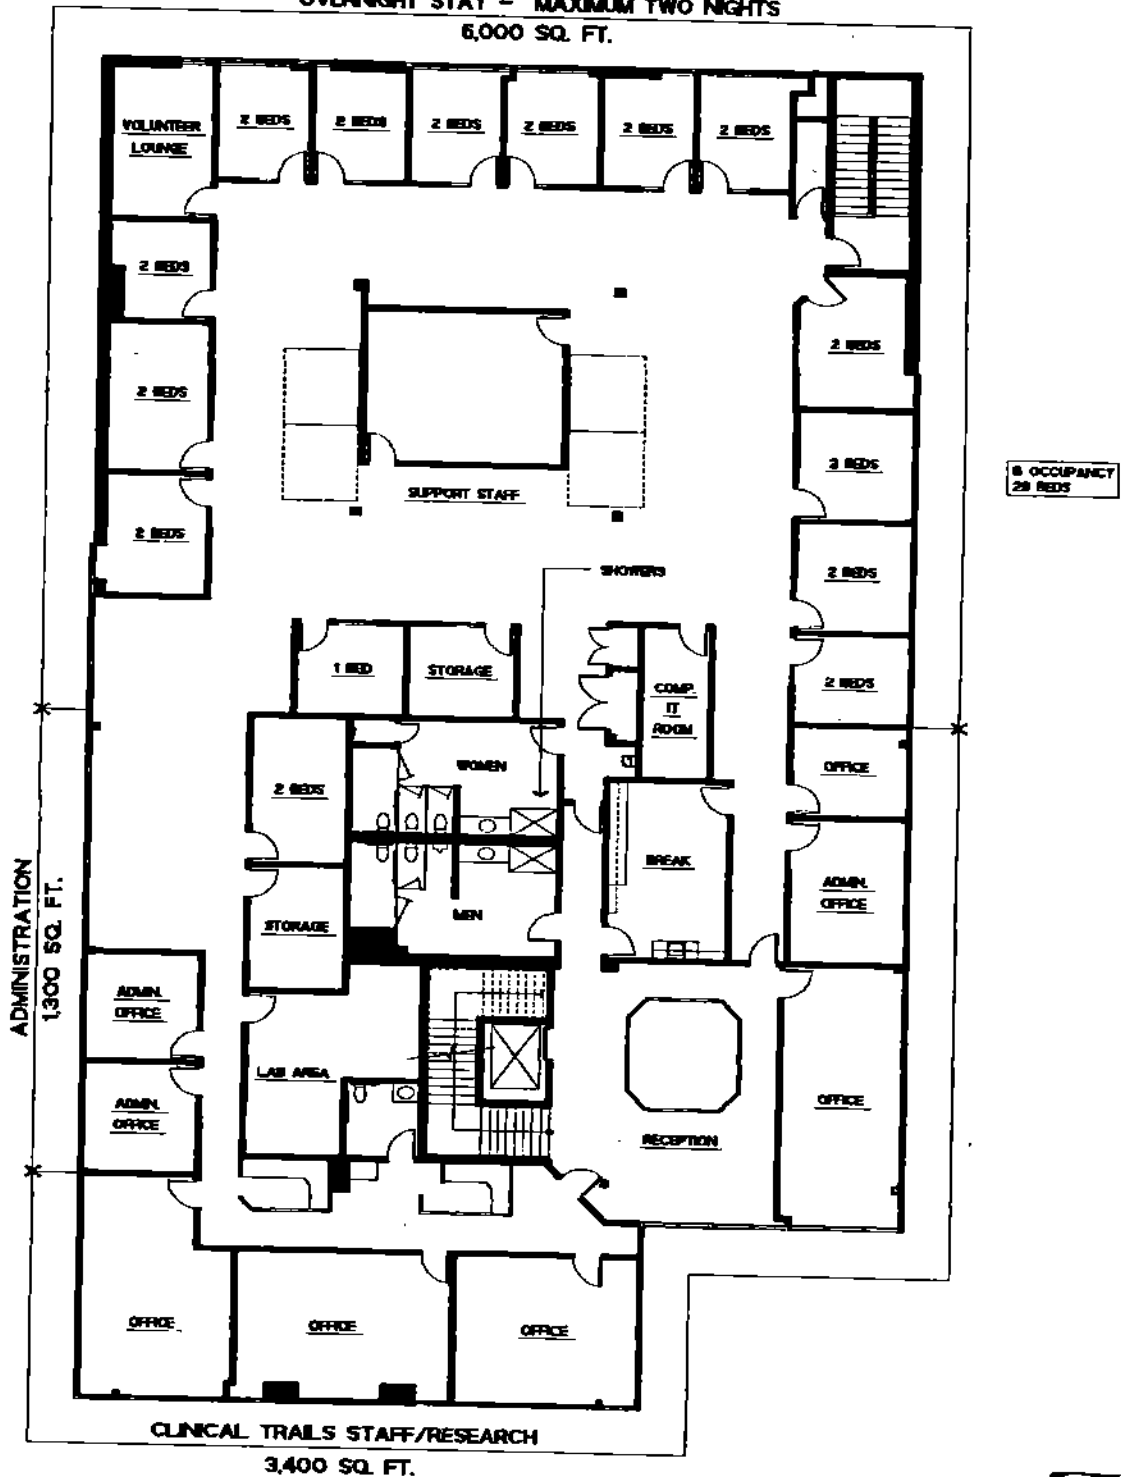 OVERNIGHT STAY - MAXIMUM TWO NIGHTS
6,000 SQ. FT.
VOLUNTEER
LOUNGE
2 BEDS
2 BEDS
2 BEDS
2 BEDS
2 BEDS
2 BEDS
2 BEDS
2 BEDS
2 BEDS
3 BEDS
2 BEDS
B OCCUPANCY
BEDS
SUPPORT STAFF
2 BEDS
2 BEDS
SHOWERS
1 BED
STORAGE
COMP.
IT
ROOM
2 BEDS
WOMEN
OFFICE
2 BEDS
BREAK
ADMIN.
OFFICE
MEN
STORAGE
ADMINISTRATION
1,300 SQ. FT.
ADMIN.
OFFICE
LAB AREA
ADMIN.
OFFICE
RECEPTION
OFFICE
OFFICE
OFFICE
OFFICE
CLINICAL TRAILS STAFF/RESEARCH
3,400 SQ. FT.